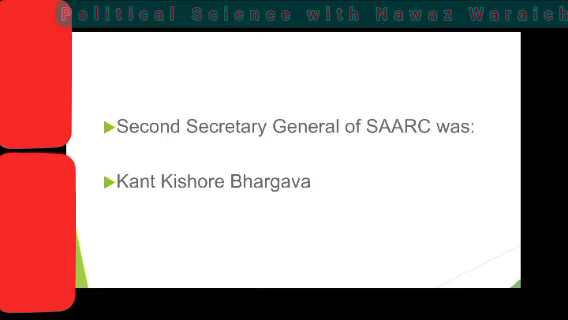 Political Science with Nawaz Waraich
Second Secretary General of SAARC was:
Kant Kishore Bhargava